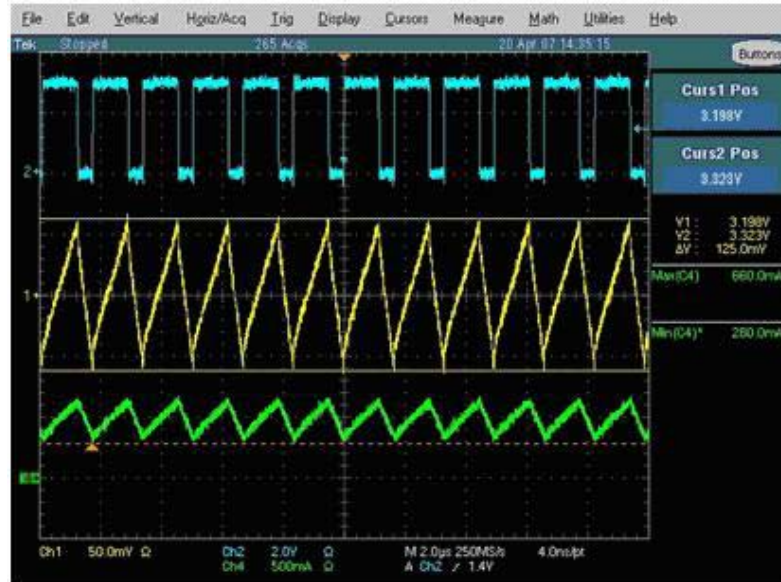 File Edit Vertical Horiz/Acq Trig Display Cursors Measure Math Utilities Help
Tek Stopped 265 Acqs 20 Apr 07 14:35:15
Buttons
Curs1 Pos
3.198V
Curs2 Pos
3.323V
V1: 3.198V
V2: 3.323V
ΔV: 125.0mV
Max(C4) 660.0mA
Min(C4)* 280.0mA
2
1
Ch1 50.0mV Ω Ch2 2.0V Ω M 2.0µs 250MS/s 4.0ns/pt
Ch4 500mA Ω A Ch2 ∕ 1.4V